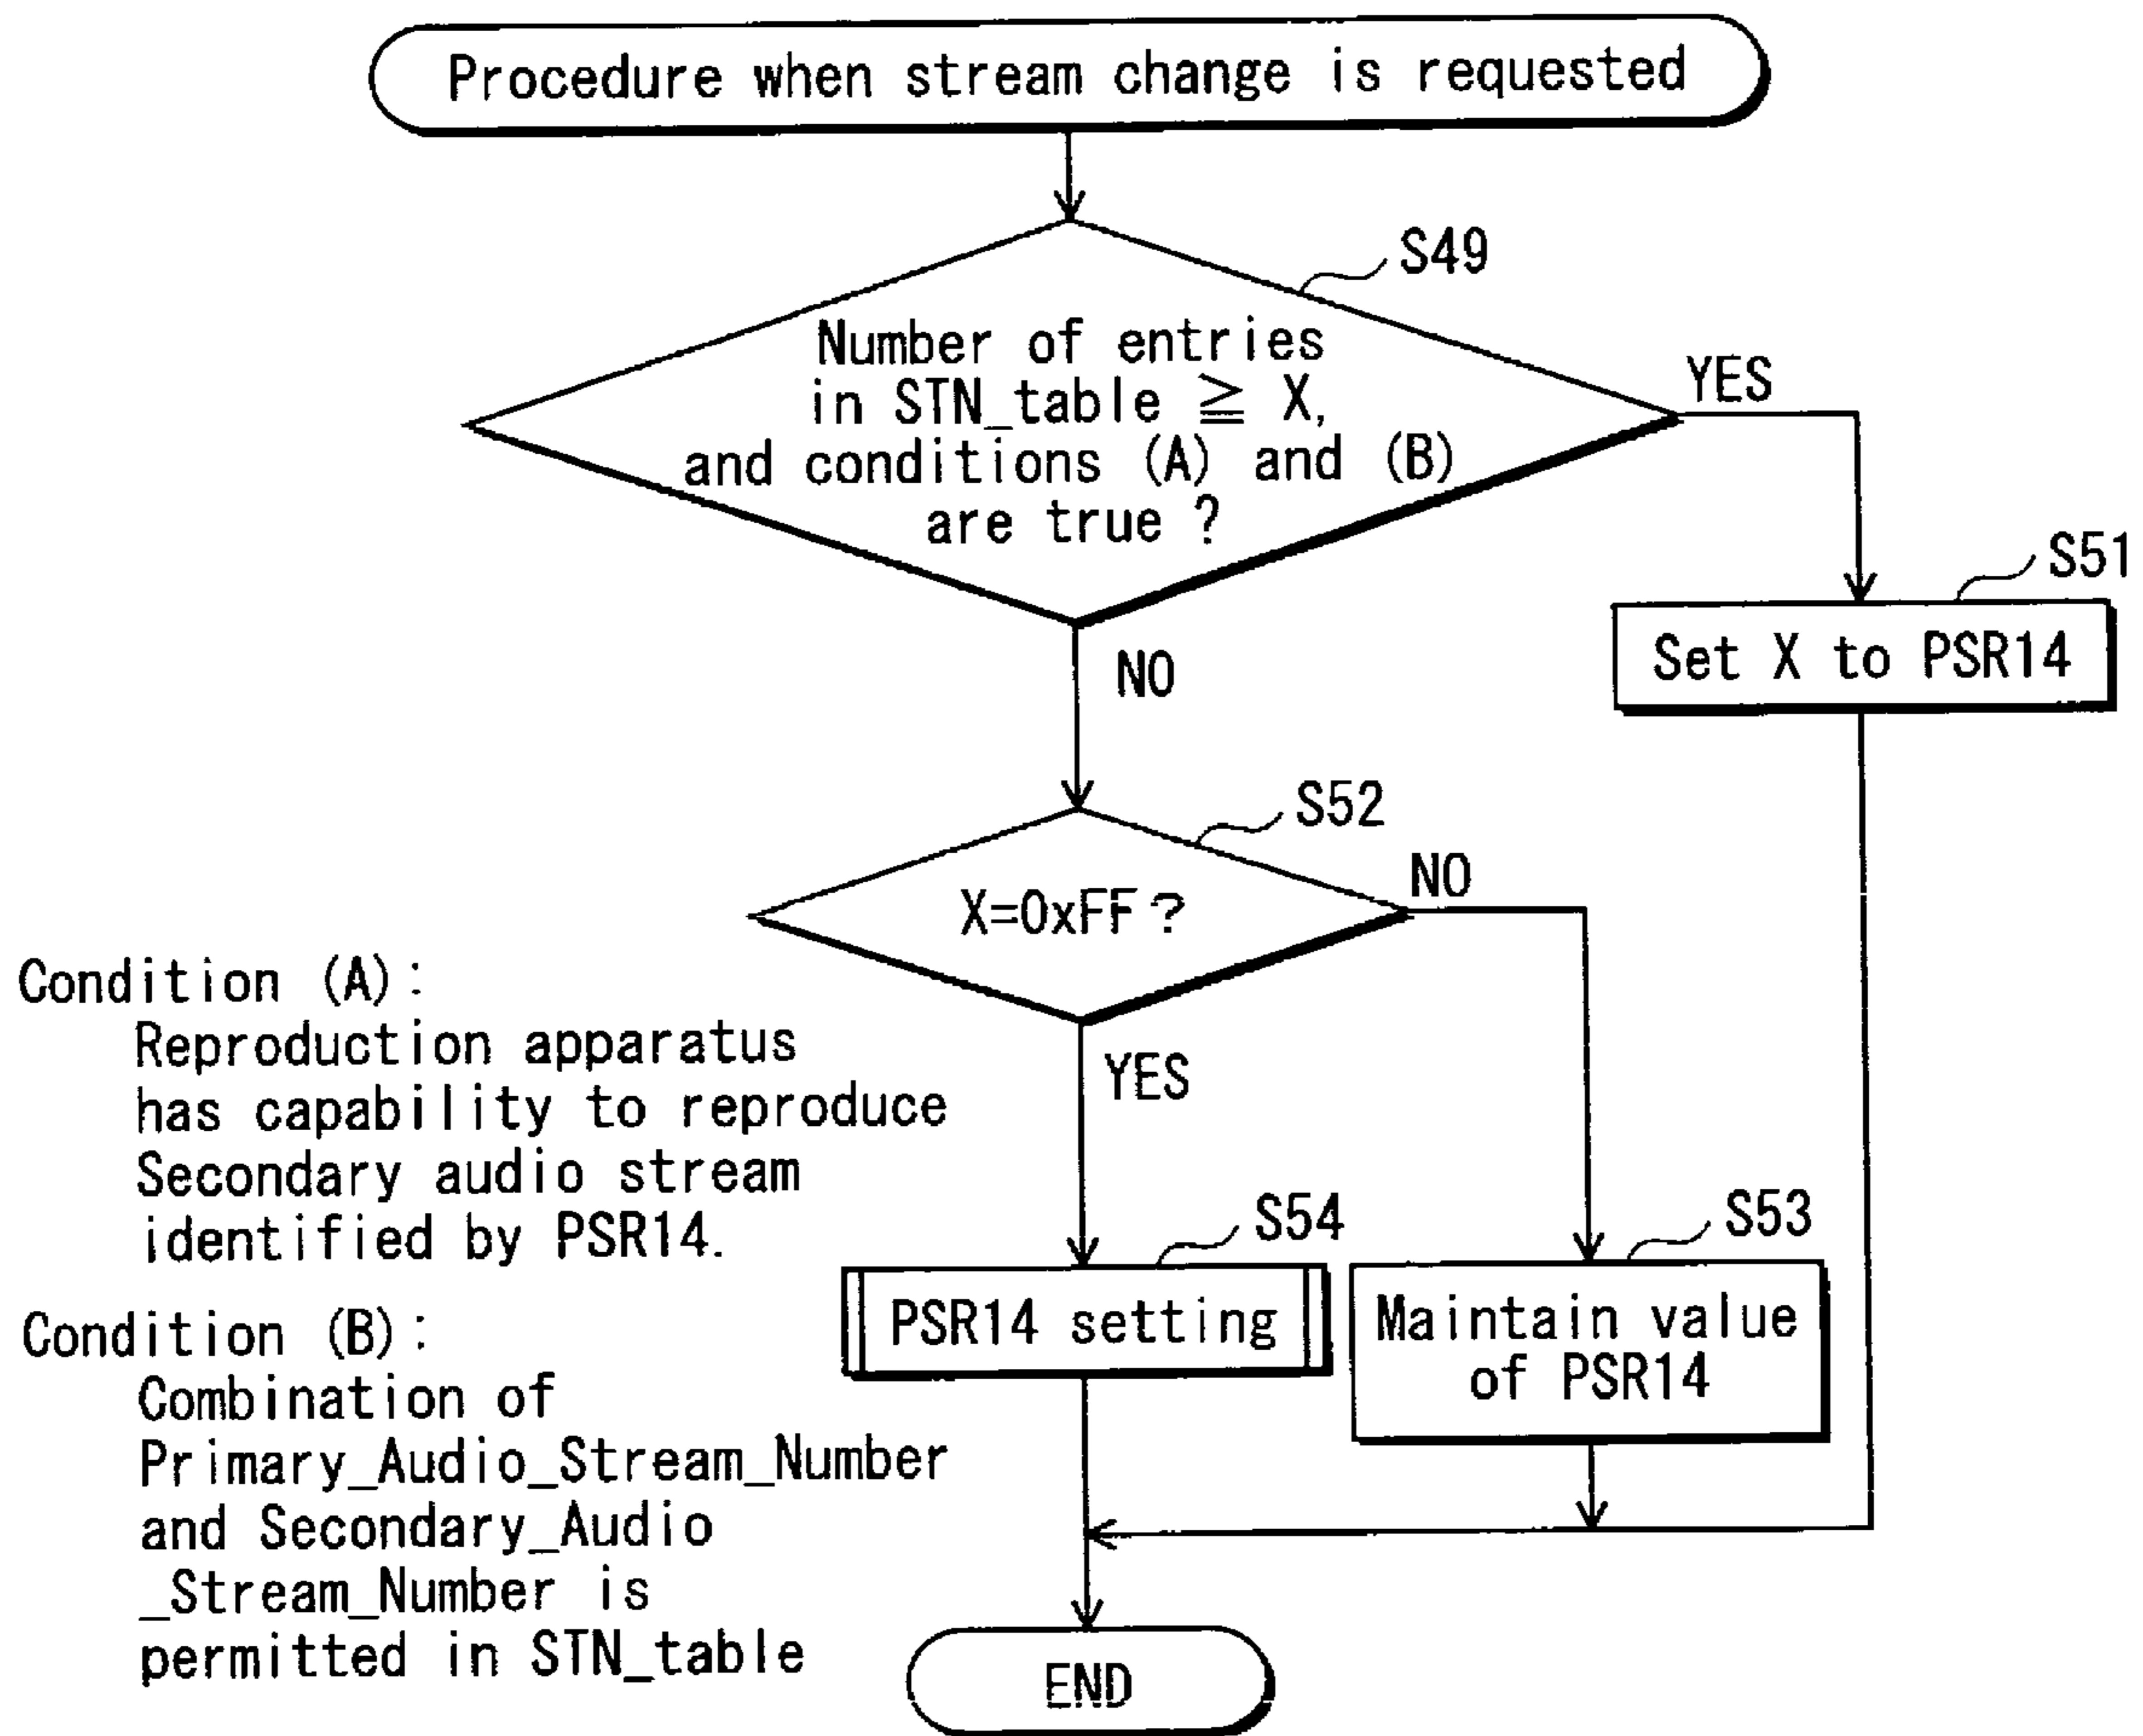 Procedure when stream change is requested
S49
Number of entries
in STN_table ≧ X,
and conditions (A) and (B)
are true ?
YES
S51
Set X to PSR14
NO
S52
X=0xFF ?
NO
YES
Condition (A) :
Reproduction apparatus
has capability to reproduce
Secondary audio stream
identified by PSR14.
S54
PSR14 setting
S53
Maintain value
of PSR14
Condition (B) :
Combination of
Primary_Audio_Stream_Number
and Secondary_Audio
_Stream_Number is
permitted in STN_table
END